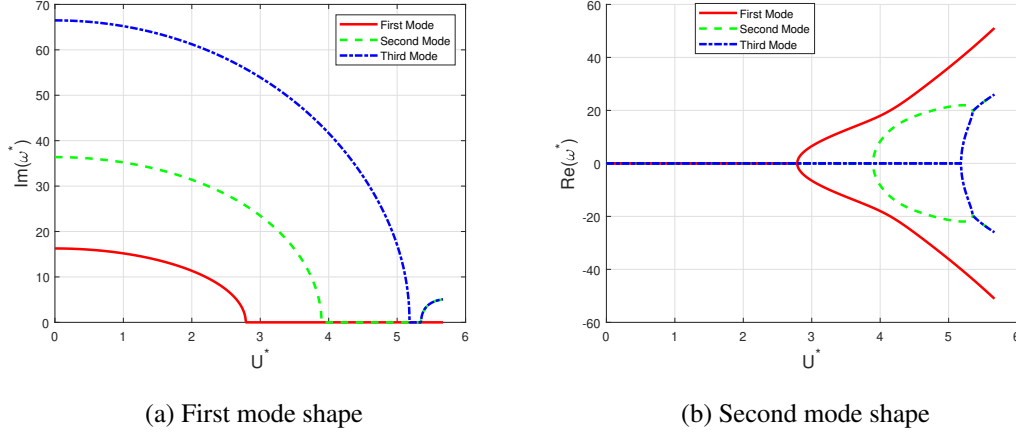 70
60
50
40
30
20
10
0
Im(ω*)
0 1 2 3 4 5 6
U*
First Mode
Second Mode
Third Mode
(a) First mode shape
60
40
20
0
-20
-40
-60
Re(ω*)
0 1 2 3 4 5 6
U*
First Mode
Second Mode
Third Mode
(b) Second mode shape